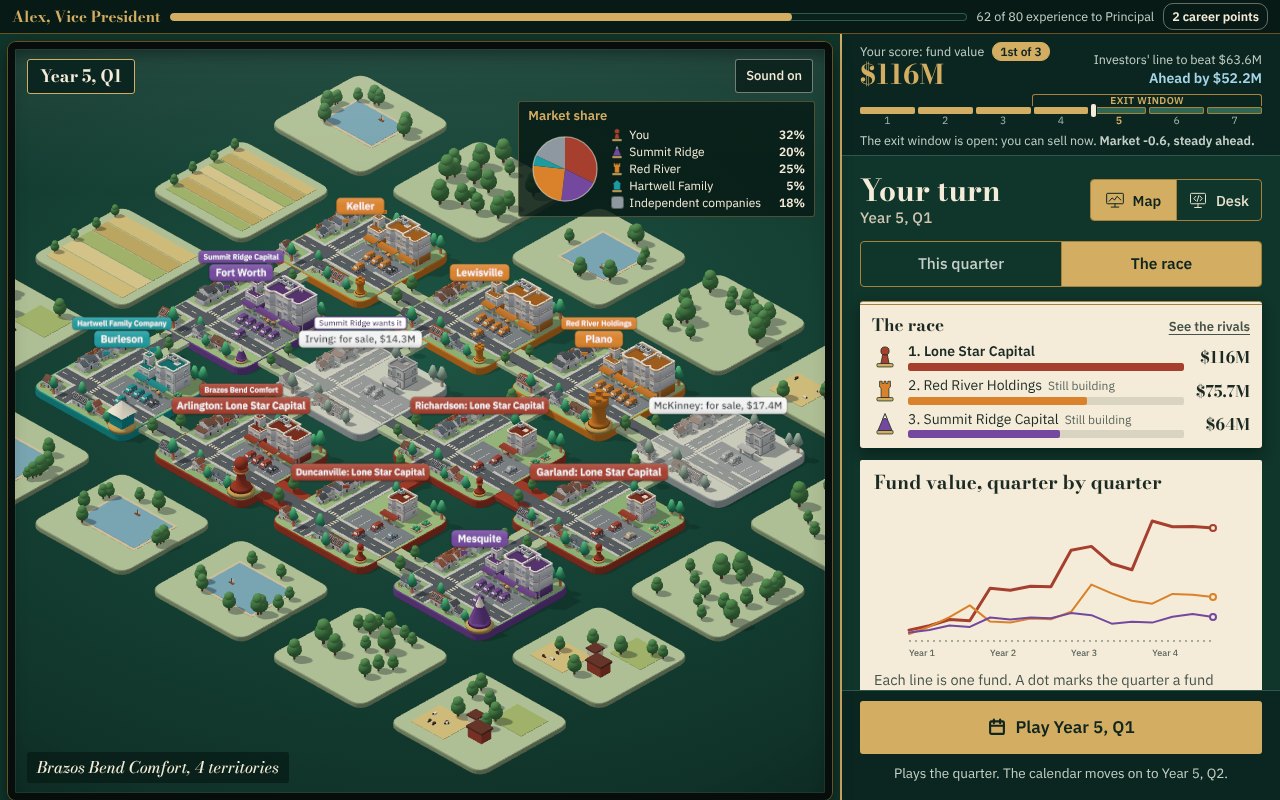 Alex, Vice President
62 of 80 experience to Principal
2 career points
Year 5, Q1
Sound on
Market share
You 32%
Summit Ridge 20%
Red River 25%
Hartwell Family 5%
Independent companies 18%
Keller
Summit Ridge Capital
Fort Worth
Lewisville
Hartwell Family Company
Burleson
Summit Ridge wants it
Irving: for sale, $14.3M
Red River Holdings
Plano
Brazos Bend Comfort
Arlington: Lone Star Capital
Richardson: Lone Star Capital
McKinney: for sale, $17.4M
Duncanville: Lone Star Capital
Garland: Lone Star Capital
Mesquite
Brazos Bend Comfort, 4 territories
Your score: fund value
1st of 3
$116M
Investors' line to beat $63.6M
Ahead by $52.2M
EXIT WINDOW
1 2 3 4 5 6 7
The exit window is open: you can sell now. Market -0.6, steady ahead.
Your turn
Year 5, Q1
Map
Desk
This quarter
The race
The race
See the rivals
1. Lone Star Capital $116M
2. Red River Holdings Still building $75.7M
3. Summit Ridge Capital Still building $64M
Fund value, quarter by quarter
Year 1 Year 2 Year 3 Year 4
Each line is one fund. A dot marks the quarter a fund
Play Year 5, Q1
Plays the quarter. The calendar moves on to Year 5, Q2.